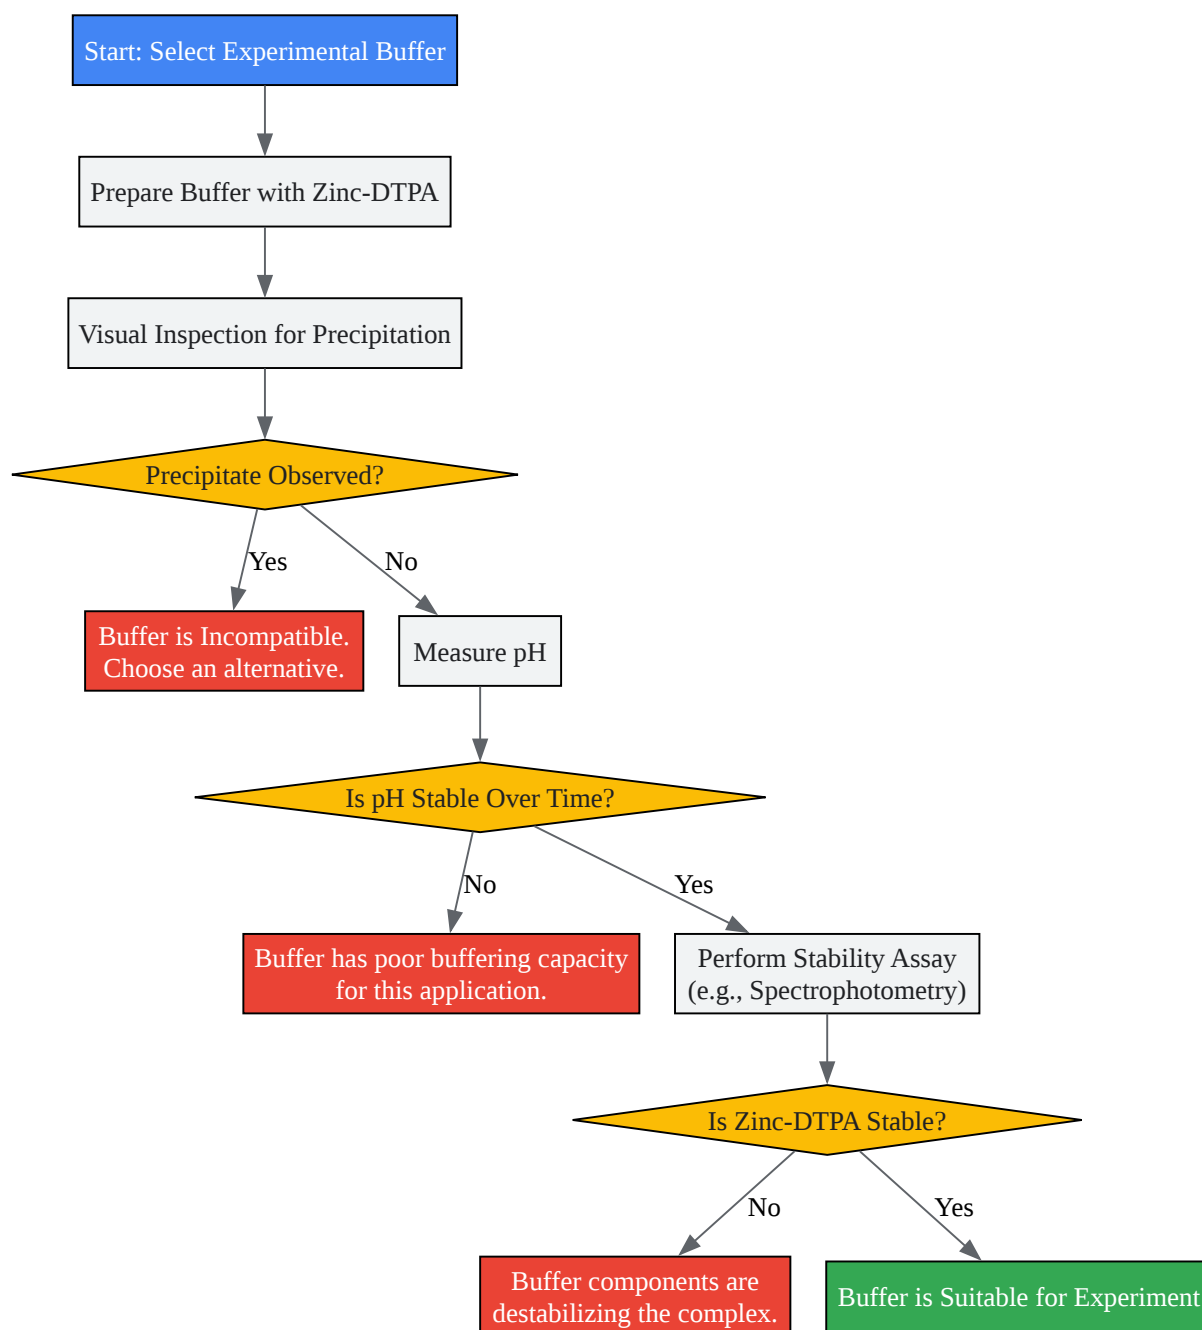 Start: Select Experimental Buffer
Prepare Buffer with Zinc-DTPA
Visual Inspection for Precipitation
Precipitate Observed?
Yes
No
Buffer is Incompatible.
Choose an alternative.
Measure pH
Is pH Stable Over Time?
No
Yes
Buffer has poor buffering capacity
for this application.
Perform Stability Assay
(e.g., Spectrophotometry)
Is Zinc-DTPA Stable?
No
Yes
Buffer components are
destabilizing the complex.
Buffer is Suitable for Experiment